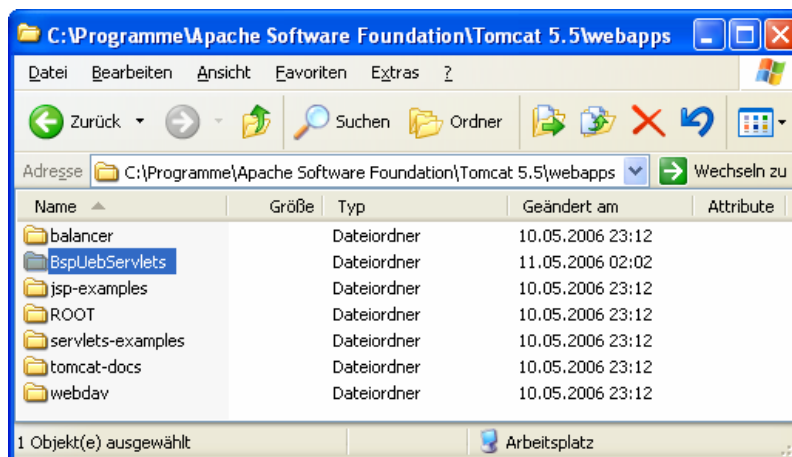 C:\Programme\Apache Software Foundation\Tomcat 5.5\webapps
Datei Bearbeiten Ansicht Favoriten Extras ?
Zurück Suchen Ordner
Adresse C:\Programme\Apache Software Foundation\Tomcat 5.5\webapps Wechseln zu
Name Größe Typ Geändert am Attribute
balancer Dateiordner 10.05.2006 23:12
BspUebServlets Dateiordner 11.05.2006 02:02
jsp-examples Dateiordner 10.05.2006 23:12
ROOT Dateiordner 10.05.2006 23:12
servlets-examples Dateiordner 10.05.2006 23:12
tomcat-docs Dateiordner 10.05.2006 23:12
webdav Dateiordner 10.05.2006 23:12
1 Objekt(e) ausgewählt Arbeitsplatz